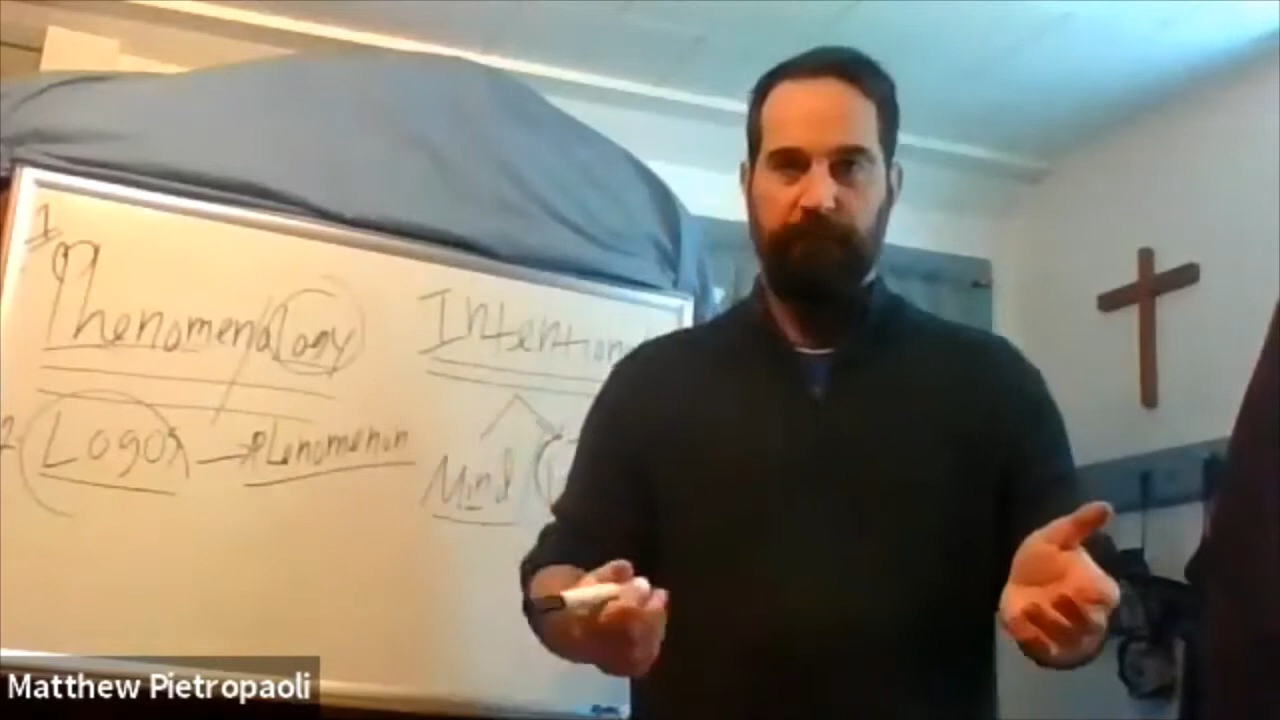 1
Phenomenology
2 Logos → Phenomenon
Intention
Mind
Matthew Pietropaoli